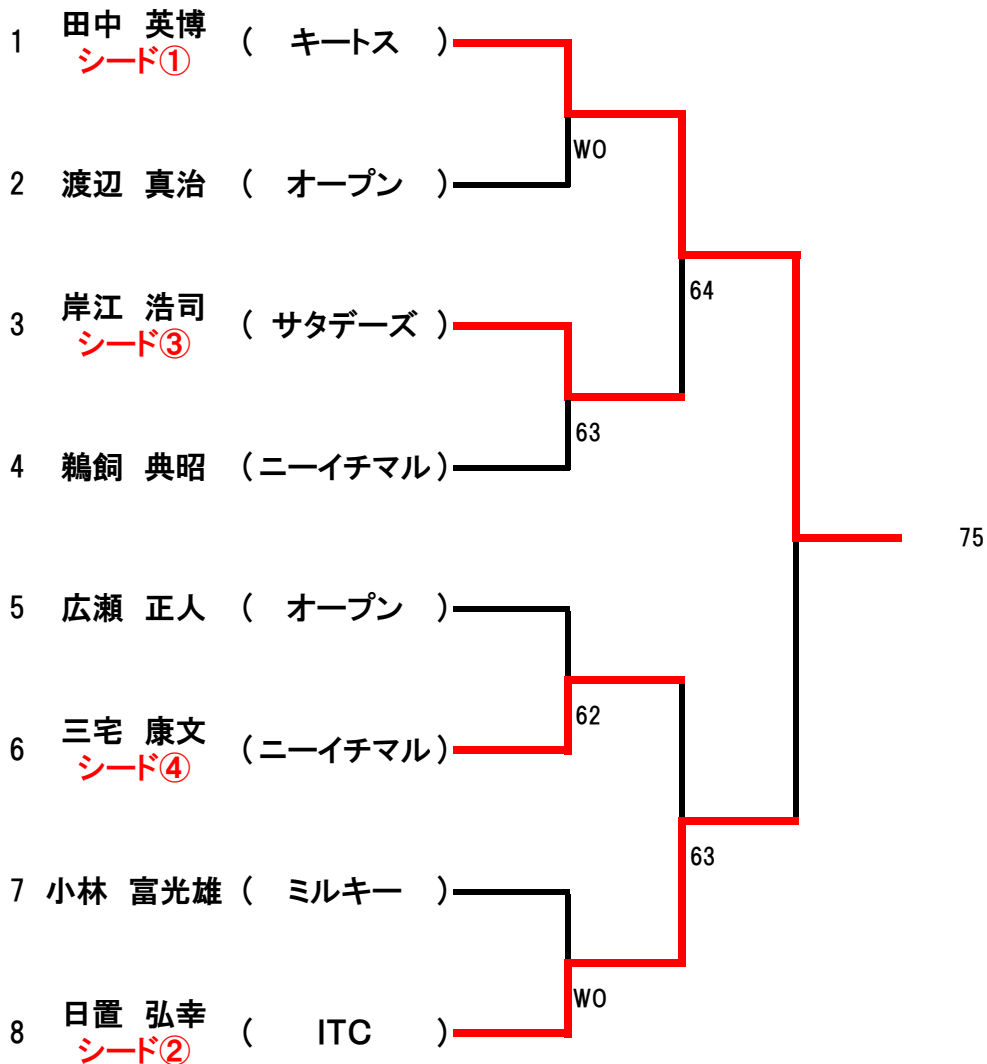 1 田中 英博 ( キートス )
シード①
WO
2 渡辺 真治 ( オープン )
64
3 岸江 浩司 ( サタデーズ )
シード③
63
4 鵜飼 典昭 (ニーイチマル)
75
5 広瀬 正人 ( オープン )
62
6 三宅 康文 (ニーイチマル)
シード④
63
7 小林 富光雄 ( ミルキー )
WO
8 日置 弘幸 ( ITC )
シード②